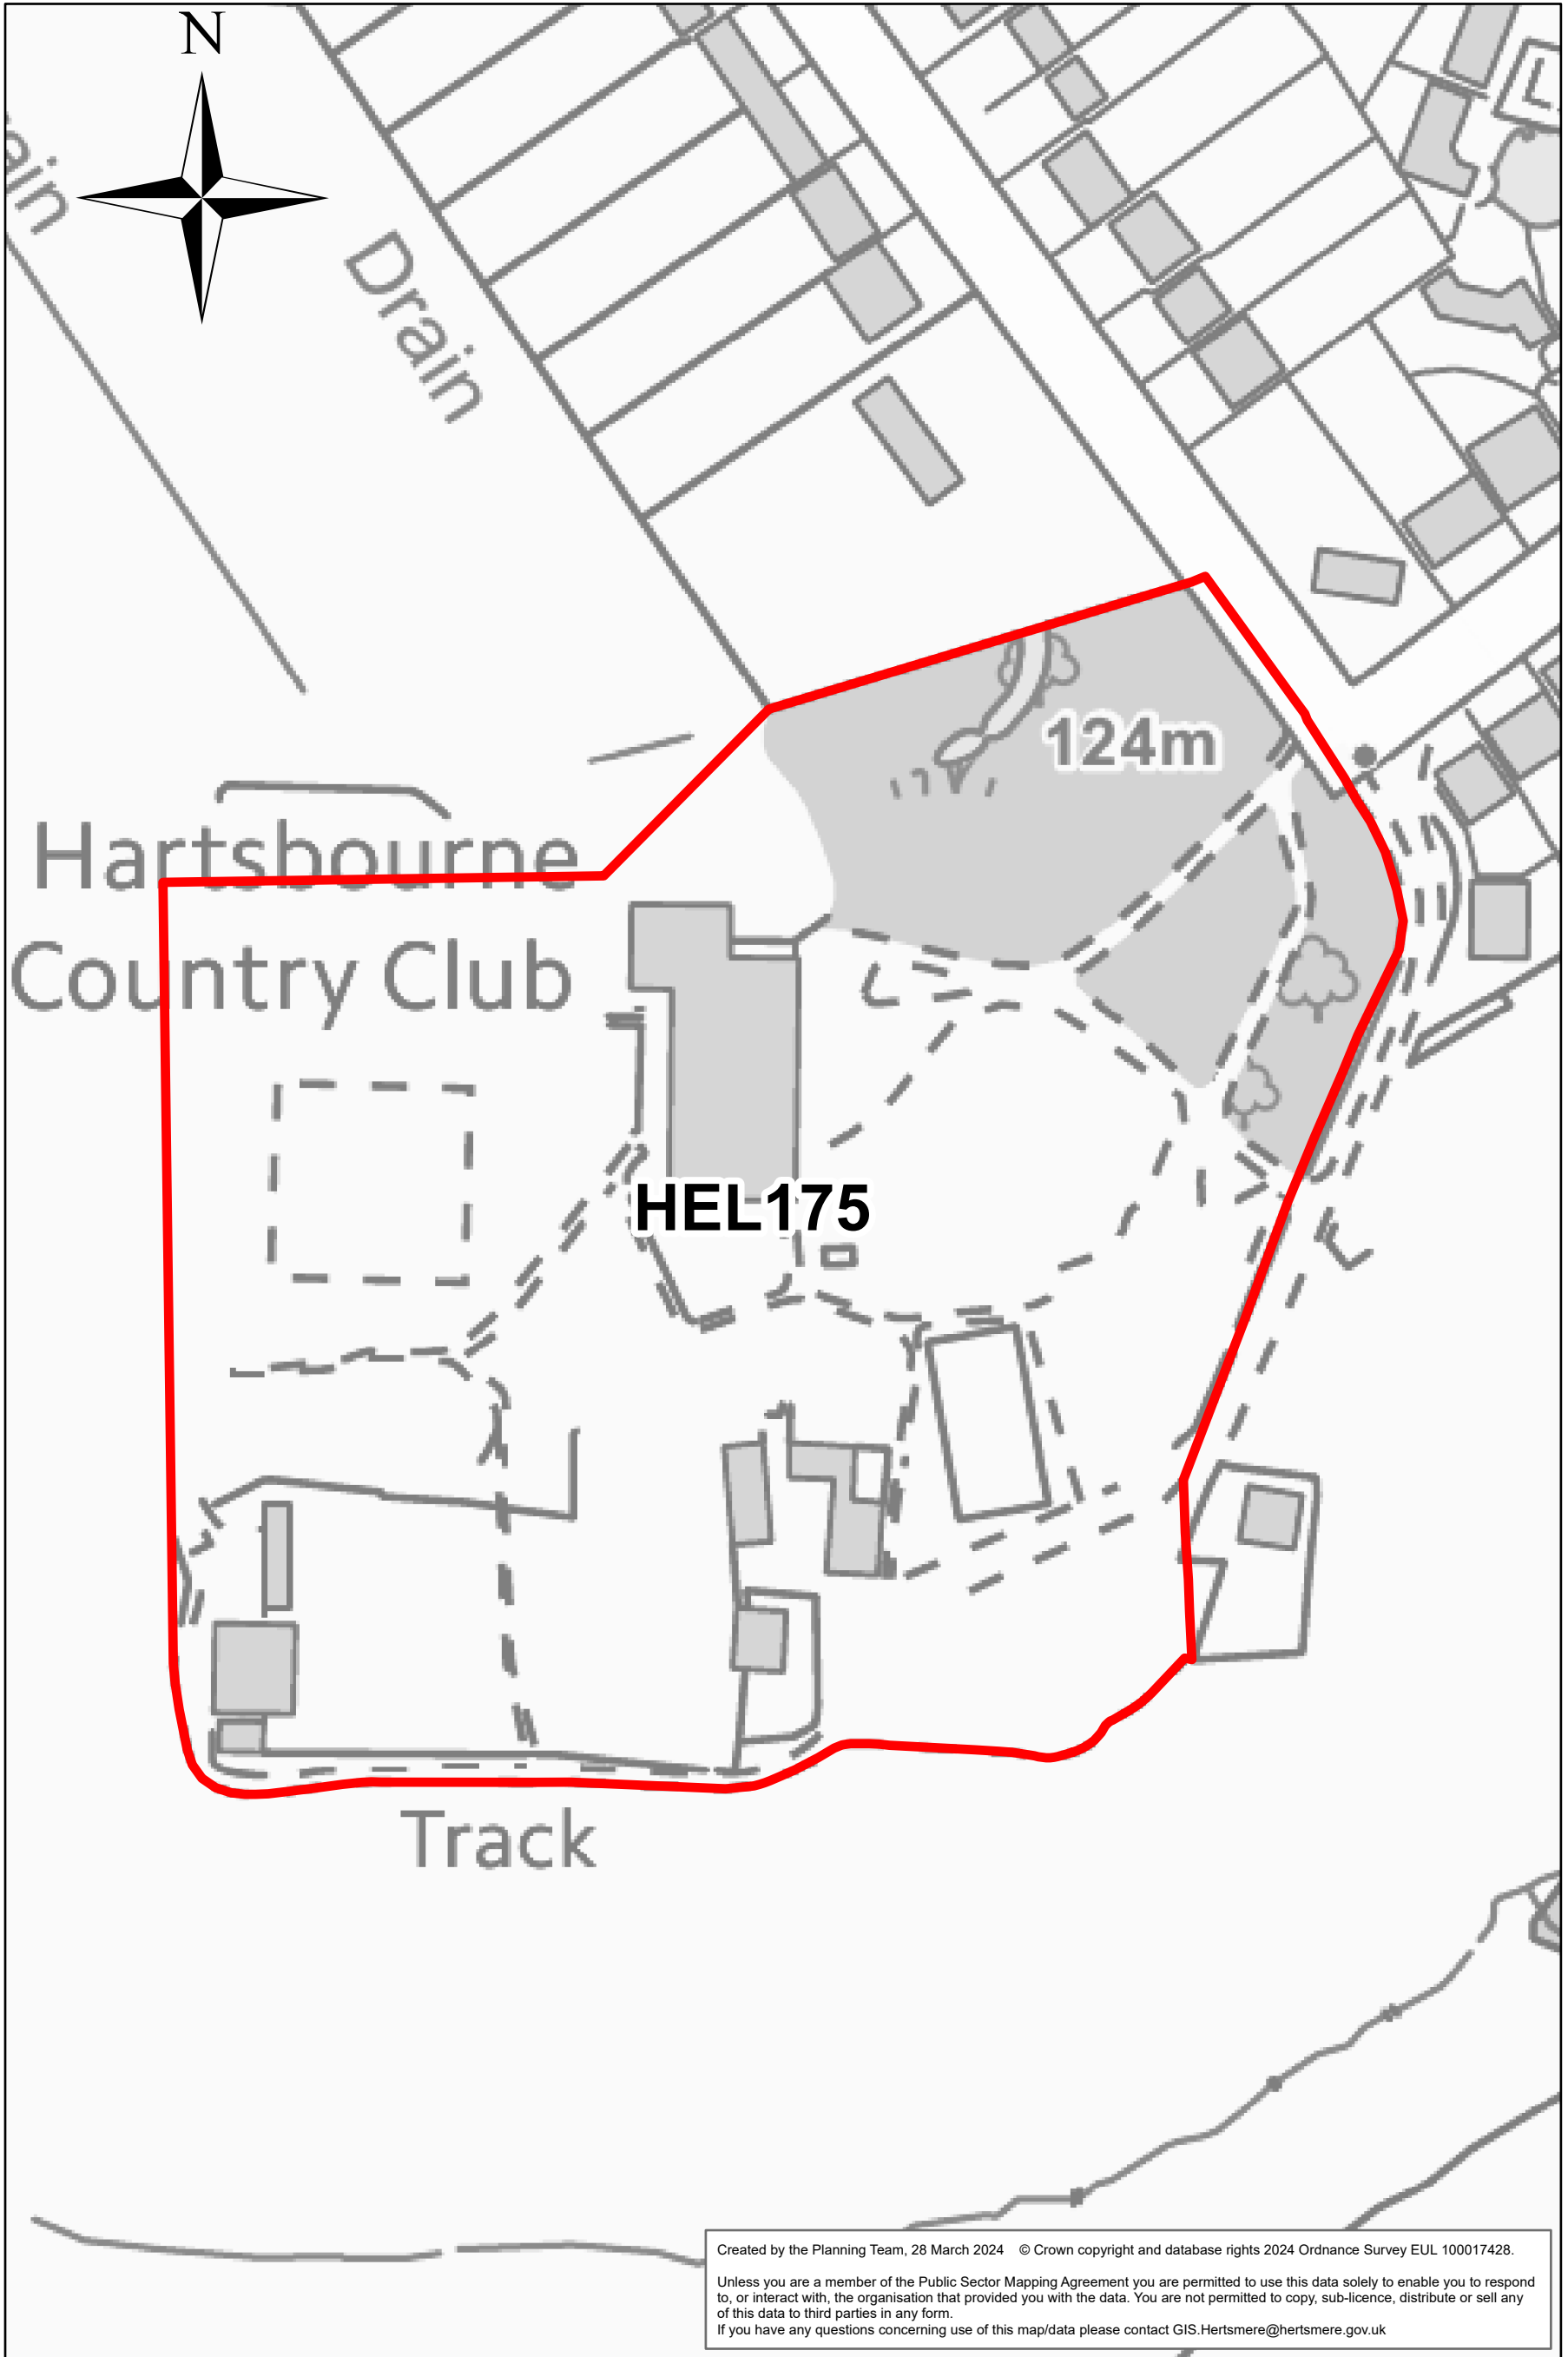 N
Drain
124m
Hartsbourne
Country Club
HEL175
Track
Created by the Planning Team, 28 March 2024 © Crown copyright and database rights 2024 Ordnance Survey EUL 100017428.
Unless you are a member of the Public Sector Mapping Agreement you are permitted to use this data solely to enable you to respond
to, or interact with, the organisation that provided you with the data. You are not permitted to copy, sub-licence, distribute or sell any
of this data to third parties in any form.
If you have any questions concerning use of this map/data please contact GIS.Hertsmere@hertsmere.gov.uk